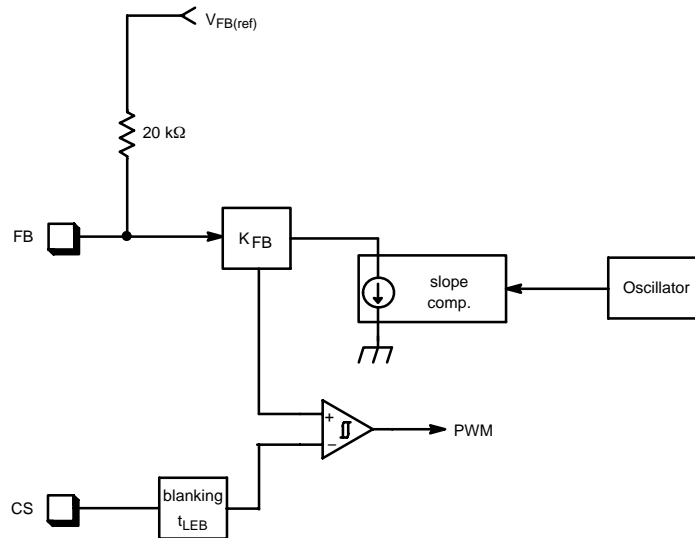 V_FB(ref)
20 kΩ
FB
K_FB
slope
comp.
Oscillator
+
−
PWM
CS
blanking
t_LEB